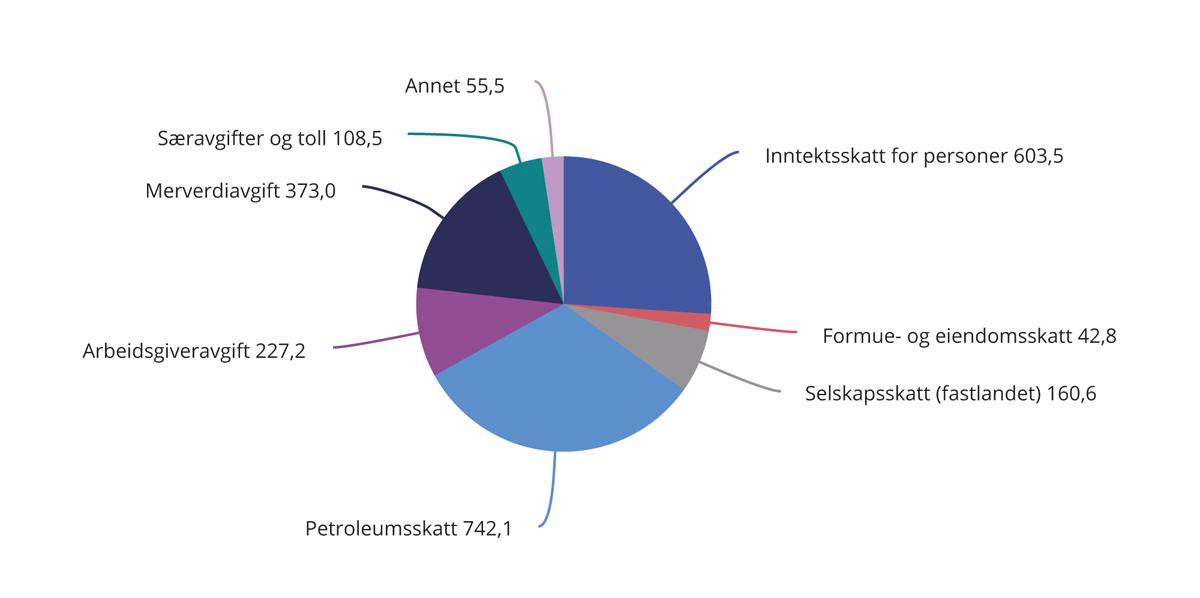 Annet 55,5
Særavgifter og toll 108,5
Inntektsskatt for personer 603,5
Merverdiavgift 373,0
Formue- og eiendomsskatt 42,8
Arbeidsgiveravgift 227,2
Selskapsskatt (fastlandet) 160,6
Petroleumsskatt 742,1